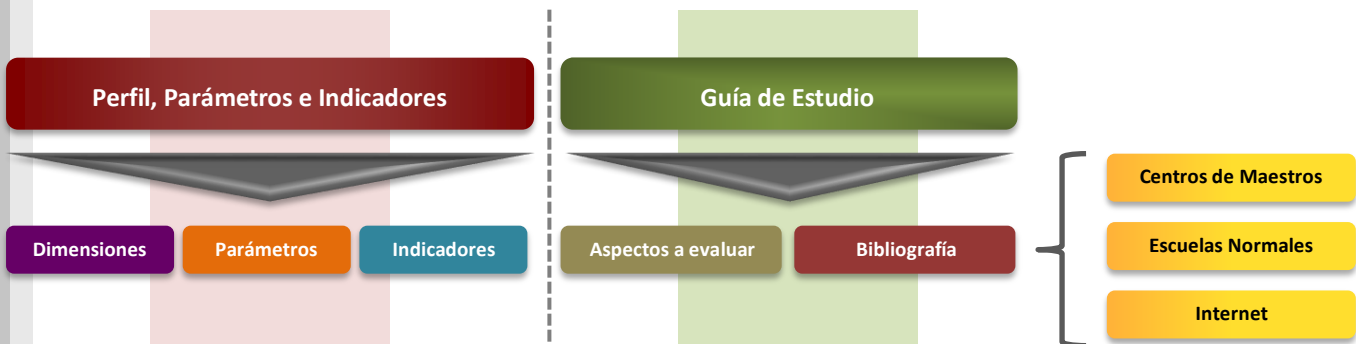 Perfil, Parámetros e Indicadores
Guía de Estudio
Dimensiones
Parámetros
Indicadores
Aspectos a evaluar
Bibliografía
Centros de Maestros
Escuelas Normales
Internet